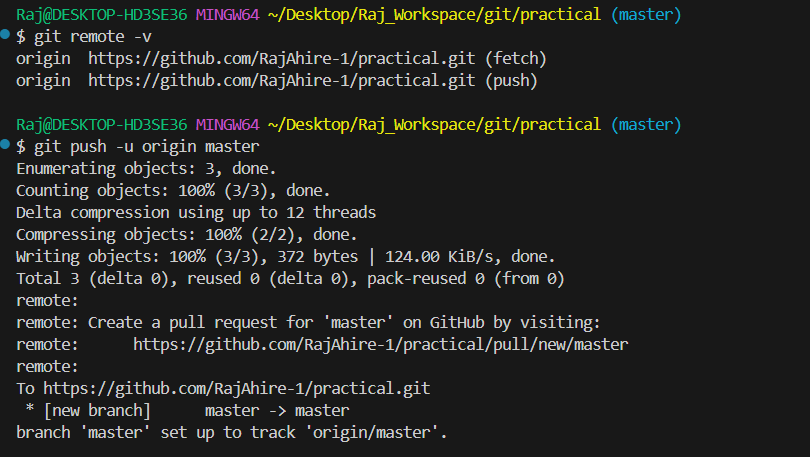 Raj@DESKTOP-HD3SE36 MINGW64 ~/Desktop/Raj_Workspace/git/practical (master)
$ git remote -v
origin  https://github.com/RajAhire-1/practical.git (fetch)
origin  https://github.com/RajAhire-1/practical.git (push)

Raj@DESKTOP-HD3SE36 MINGW64 ~/Desktop/Raj_Workspace/git/practical (master)
$ git push -u origin master
Enumerating objects: 3, done.
Counting objects: 100% (3/3), done.
Delta compression using up to 12 threads
Compressing objects: 100% (2/2), done.
Writing objects: 100% (3/3), 372 bytes | 124.00 KiB/s, done.
Total 3 (delta 0), reused 0 (delta 0), pack-reused 0 (from 0)
remote:
remote: Create a pull request for 'master' on GitHub by visiting:
remote:      https://github.com/RajAhire-1/practical/pull/new/master
remote:
To https://github.com/RajAhire-1/practical.git
 * [new branch]      master -> master
branch 'master' set up to track 'origin/master'.